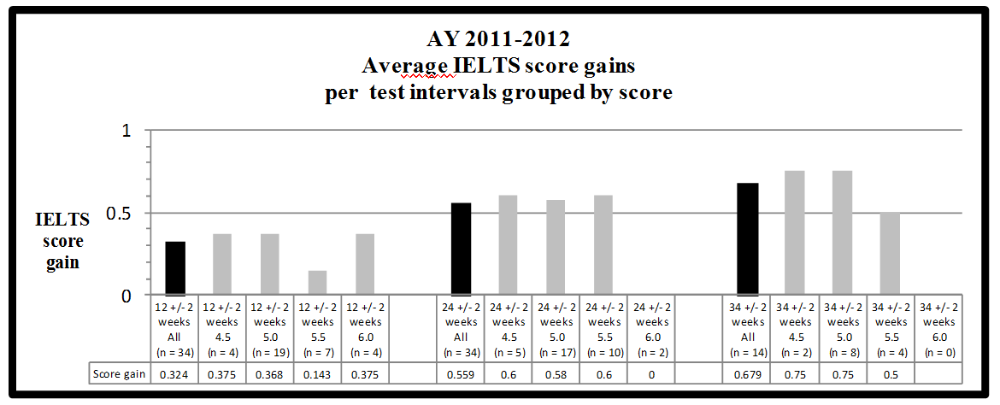 AY 2011-2012
Average IELTS score gains
per test intervals grouped by score
1
0.5
0
IELTS
score
gain
12 +/- 2 12 +/- 2 12 +/- 2 12 +/- 2 12 +/- 2 24 +/- 2 24 +/- 2 24 +/- 2 24 +/- 2 24 +/- 2 34 +/- 2 34 +/- 2 34 +/- 2 34 +/- 2 34 +/- 2
weeks weeks weeks weeks weeks weeks weeks weeks weeks weeks weeks weeks weeks weeks weeks
All 4.5 5.0 5.5 6.0 All 4.5 5.0 5.5 6.0 All 4.5 5.0 5.5 6.0
(n = 34) (n = 4) (n = 19) (n = 7) (n = 4) (n = 34) (n = 5) (n = 17) (n = 10) (n = 2) (n = 14) (n = 2) (n = 8) (n = 4) (n = 0)
Score gain 0.324 0.375 0.368 0.143 0.375 0.559 0.6 0.58 0.6 0 0.679 0.75 0.75 0.5